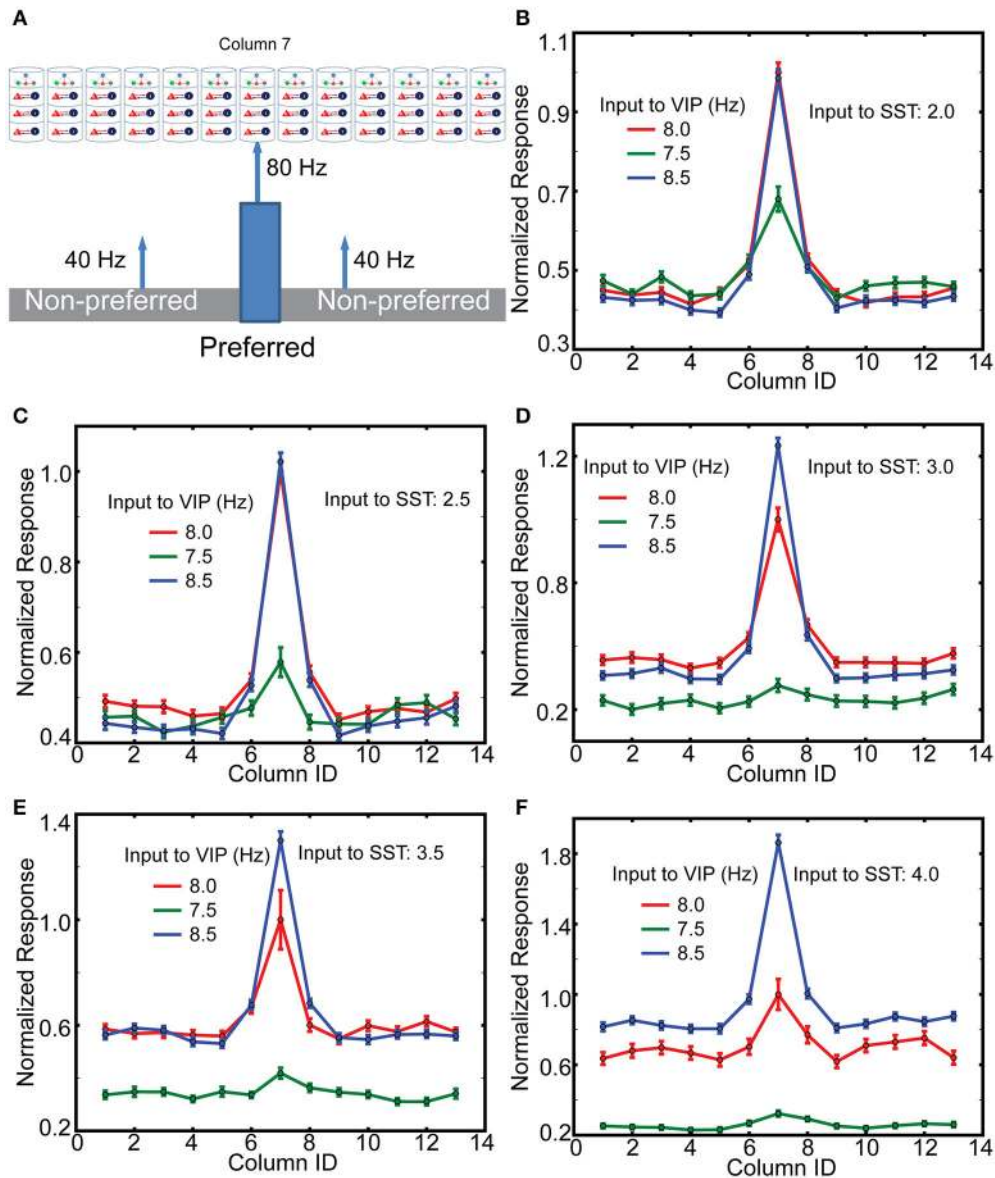 A
Column 7
80 Hz
40 Hz
40 Hz
Non-preferred
Non-preferred
Preferred
B
1.1
0.9
0.7
0.5
0.3
Normalized Response
Input to VIP (Hz)
8.0
7.5
8.5
Input to SST: 2.0
0 2 4 6 8 10 12 14
Column ID
C
1.0
0.8
0.6
0.4
Normalized Response
Input to VIP (Hz)
8.0
7.5
8.5
Input to SST: 2.5
0 2 4 6 8 10 12 14
Column ID
D
1.2
0.8
0.2
Normalized Response
Input to VIP (Hz)
8.0
7.5
8.5
Input to SST: 3.0
0 2 4 6 8 10 12 14
Column ID
E
1.4
1.0
0.6
0.2
Normalized Response
Input to VIP (Hz)
8.0
7.5
8.5
Input to SST: 3.5
0 2 4 6 8 10 12 14
Column ID
F
1.8
1.4
1.0
0.6
0.2
Normalized Response
Input to VIP (Hz)
8.0
7.5
8.5
Input to SST: 4.0
0 2 4 6 8 10 12 14
Column ID